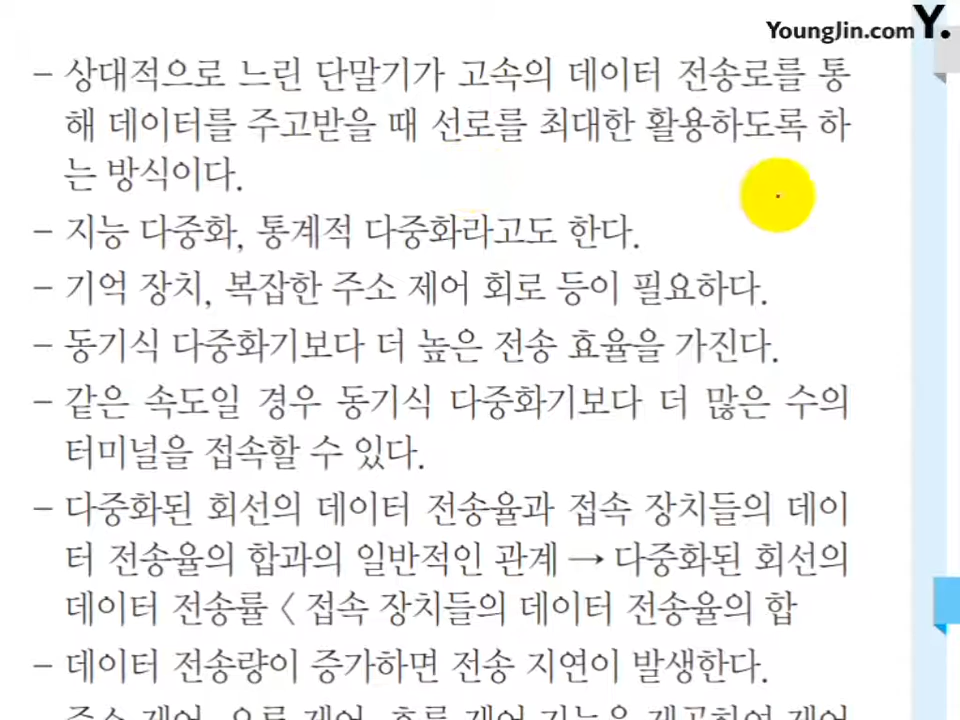 YoungJin.com Y.
- 상대적으로 느린 단말기가 고속의 데이터 전송로를 통
해 데이터를 주고받을 때 선로를 최대한 활용하도록 하
는 방식이다.
- 지능 다중화, 통계적 다중화라고도 한다.
- 기억 장치, 복잡한 주소 제어 회로 등이 필요하다.
- 동기식 다중화기보다 더 높은 전송 효율을 가진다.
- 같은 속도일 경우 동기식 다중화기보다 더 많은 수의
터미널을 접속할 수 있다.
- 다중화된 회선의 데이터 전송율과 접속 장치들의 데이
터 전송율의 합과의 일반적인 관계 → 다중화된 회선의
데이터 전송률 < 접속 장치들의 데이터 전송율의 합
- 데이터 전송량이 증가하면 전송 지연이 발생한다.